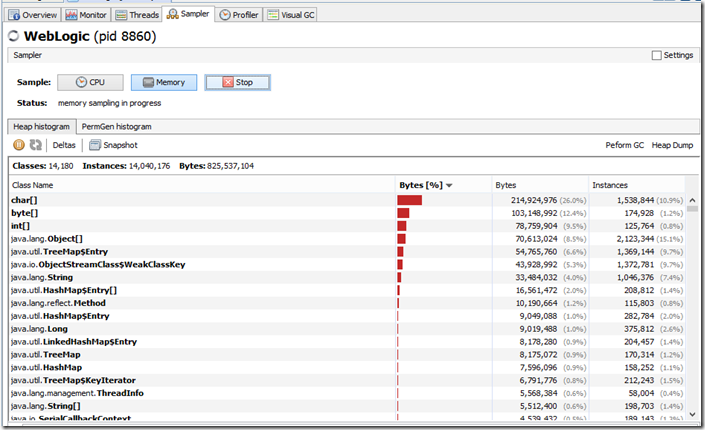 Overview Monitor Threads Sampler Profiler Visual GC
WebLogic (pid 8860)
Sampler Settings
Sample: CPU Memory Stop
Status: memory sampling in progress
Heap histogram PermGen histogram
Deltas Snapshot Peform GC Heap Dump
Classes: 14,180 Instances: 14,040,176 Bytes: 825,537,104
Class Name Bytes [%] Bytes Instances
char[] 214,924,976 (26.0%) 1,538,844 (10.9%)
byte[] 103,148,992 (12.4%) 174,928 (1.2%)
int[] 78,759,904 (9.5%) 125,764 (0.8%)
java.lang.Object[] 70,613,024 (8.5%) 2,123,344 (15.1%)
java.util.TreeMap$Entry 54,765,760 (6.6%) 1,369,144 (9.7%)
java.io.ObjectStreamClass$WeakClassKey 43,928,992 (5.3%) 1,372,781 (9.7%)
java.lang.String 33,484,032 (4.0%) 1,046,376 (7.4%)
java.util.HashMap$Entry[] 16,561,472 (2.0%) 208,812 (1.4%)
java.lang.reflect.Method 10,190,664 (1.2%) 115,803 (0.8%)
java.util.HashMap$Entry 9,049,088 (1.0%) 282,784 (2.0%)
java.lang.Long 9,019,488 (1.0%) 375,812 (2.6%)
java.util.LinkedHashMap$Entry 8,178,280 (0.9%) 204,457 (1.4%)
java.util.TreeMap 8,175,072 (0.9%) 170,314 (1.2%)
java.util.HashMap 7,596,096 (0.9%) 158,252 (1.1%)
java.util.TreeMap$KeyIterator 6,791,776 (0.8%) 212,243 (1.5%)
java.lang.management.ThreadInfo 5,568,384 (0.6%) 58,004 (0.4%)
java.lang.String[] 5,512,400 (0.6%) 198,703 (1.4%)
java.io.SerialCallbackContext 4,539,432 (0.5%) 189,143 (1.3%)